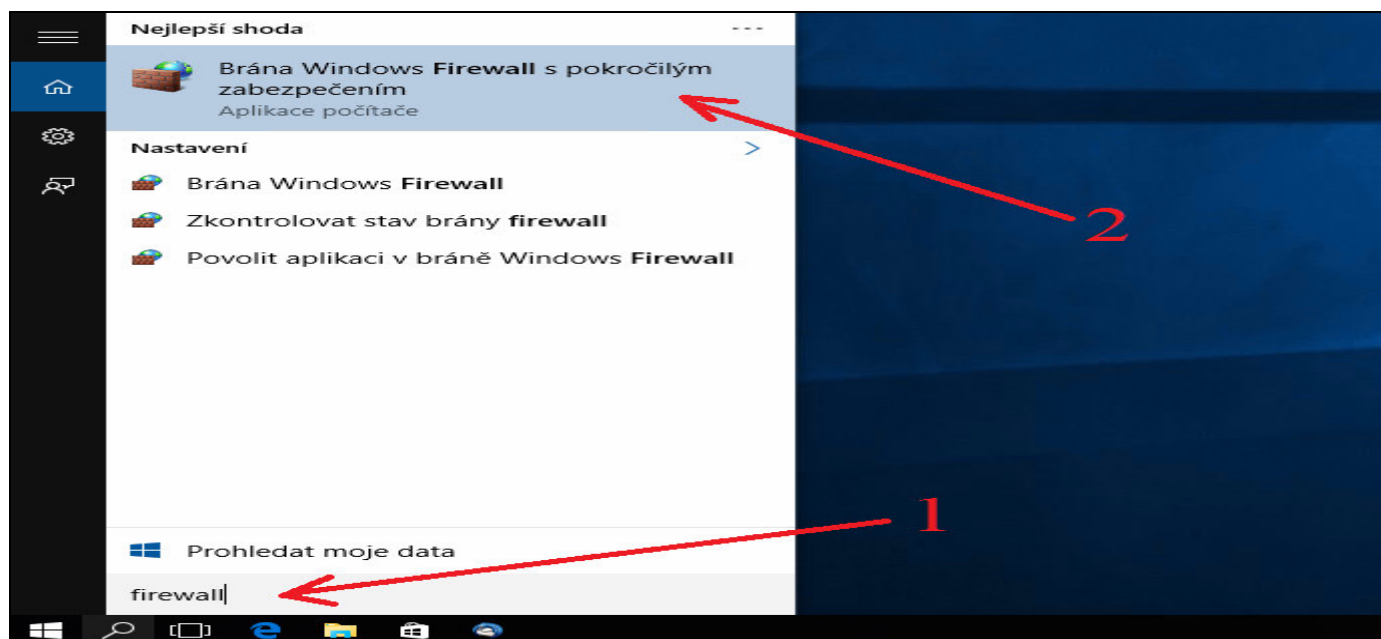 Nejlepší shoda
Brána Windows Firewall s pokročilým
zabezpečením
Aplikace počítače
Nastavení
Brána Windows Firewall
Zkontrolovat stav brány firewall
Povolit aplikaci v bráně Windows Firewall
2
1
Prohledat moje data
firewall